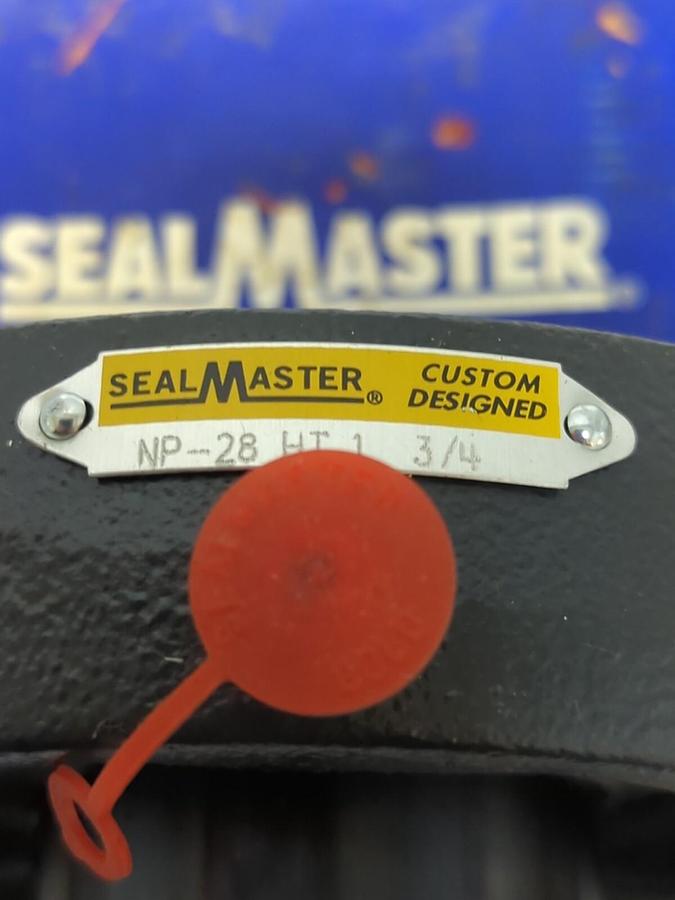 SEALMASTER
SEALMASTER® CUSTOM
DESIGNED
NP-28 HT 1 3/4